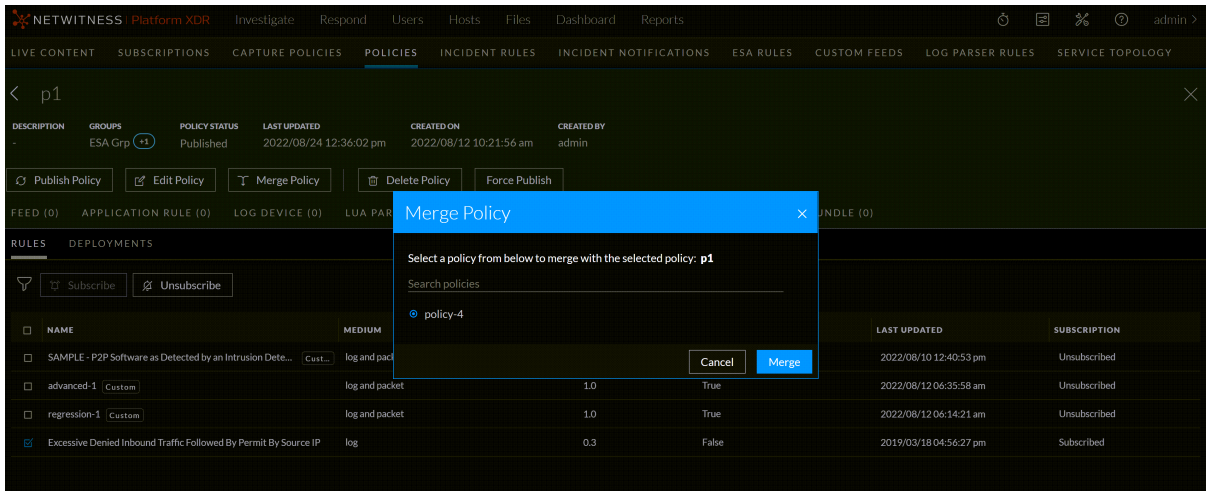 NETWITNESS Platform XDR Investigate Respond Users Hosts Files Dashboard Reports admin >
LIVE CONTENT SUBSCRIPTIONS CAPTURE POLICIES POLICIES INCIDENT RULES INCIDENT NOTIFICATIONS ESA RULES CUSTOM FEEDS LOG PARSER RULES SERVICE TOPOLOGY
p1
DESCRIPTION GROUPS POLICY STATUS LAST UPDATED CREATED ON CREATED BY
- ESA Grp +1 Published 2022/08/24 12:36:02 pm 2022/08/12 10:21:56 am admin
Publish Policy Edit Policy Merge Policy Delete Policy Force Publish
FEED (0) APPLICATION RULE (0) LOG DEVICE (0) LUA PAR UNDLE (0)
Merge Policy
RULES DEPLOYMENTS
Select a policy from below to merge with the selected policy: p1
Search policies
Subscribe Unsubscribe
policy-4
NAME MEDIUM LAST UPDATED SUBSCRIPTION
SAMPLE - P2P Software as Detected by an Intrusion Dete... Cust... log and pac 2022/08/10 12:40:53 pm Unsubscribed
Cancel Merge
advanced-1 Custom log and packet 1.0 True 2022/08/12 06:35:58 am Unsubscribed
regression-1 Custom log and packet 1.0 True 2022/08/12 06:14:21 am Unsubscribed
Excessive Denied Inbound Traffic Followed By Permit By Source IP log 0.3 False 2019/03/18 04:56:27 pm Subscribed